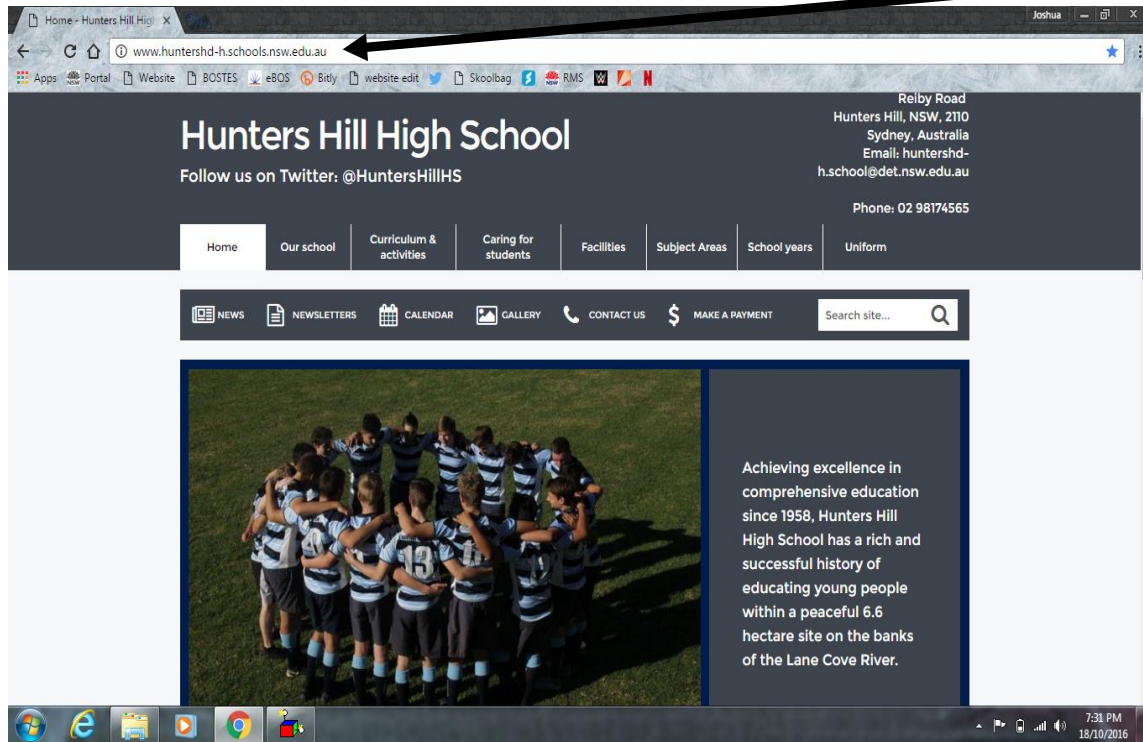 Home - Hunters Hill Hig
Joshua
www.huntershd-h.schools.nsw.edu.au
Apps Portal Website BOSTES eBOS Bitly website edit Skoolbag RMS
Reiby Road
Hunters Hill, NSW, 2110
Sydney, Australia
Email: huntershd-
h.school@det.nsw.edu.au
Phone: 02 98174565
Hunters Hill High School
Follow us on Twitter: @HuntersHillHS
Home
Our school
Curriculum &
activities
Caring for
students
Facilities
Subject Areas
School years
Uniform
NEWS
NEWSLETTERS
CALENDAR
GALLERY
CONTACT US
$ MAKE A PAYMENT
Search site...
13
Achieving excellence in
comprehensive education
since 1958, Hunters Hill
High School has a rich and
successful history of
educating young people
within a peaceful 6.6
hectare site on the banks
of the Lane Cove River.
7:31 PM
18/10/2016